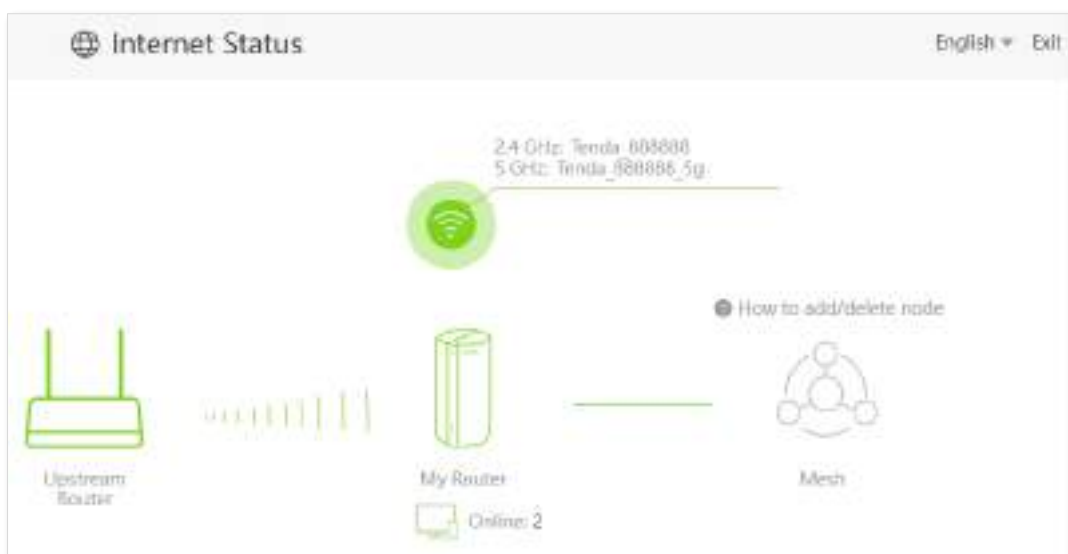 Internet Status
English
Exit
2.4 GHz: Tenda_888888
5 GHz: Tenda_888888_5g
How to add/delete node
Upstream
Router
My Router
Mesh
Online: 2